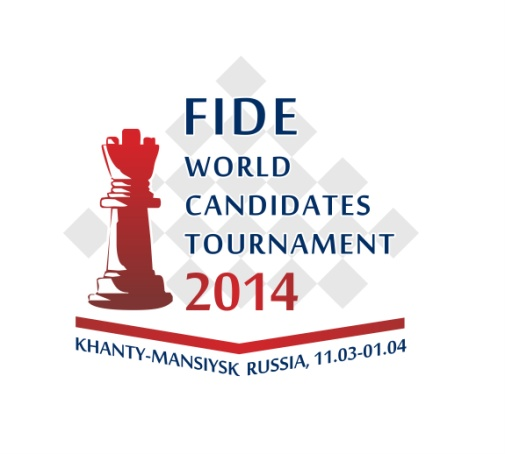 FIDE
WORLD
CANDIDATES
TOURNAMENT
2014
KHANTY-MANSIYSK RUSSIA, 11.03-01.04